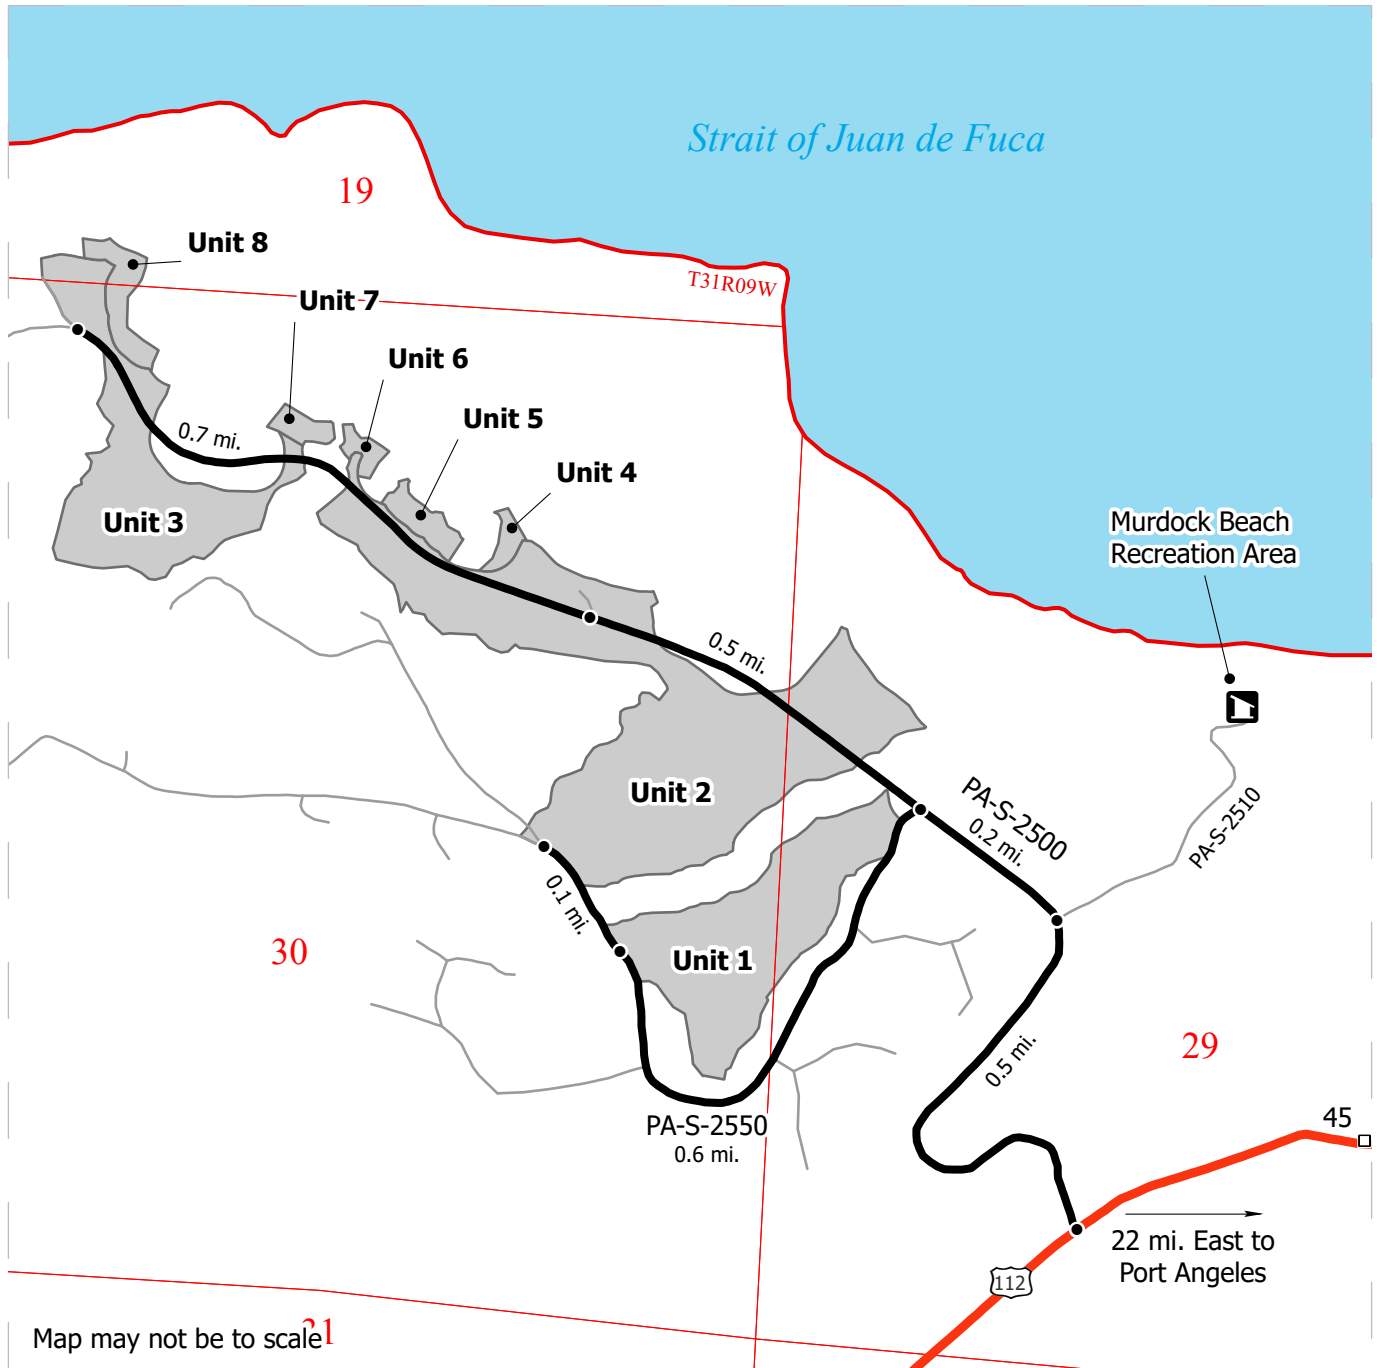 Strait of Juan de Fuca
19
Unit 8
T31R09W
Unit 7
Unit 6
Unit 5
0.7 mi.
Unit 4
Unit 3
Murdock Beach
Recreation Area
0.5 mi.
Unit 2
PA-S-2500
0.2 mi.
PA-S-2510
0.1 mi.
30
Unit 1
29
0.5 mi.
PA-S-2550
0.6 mi.
45
22 mi. East to
Port Angeles
112
Map may not be to scale